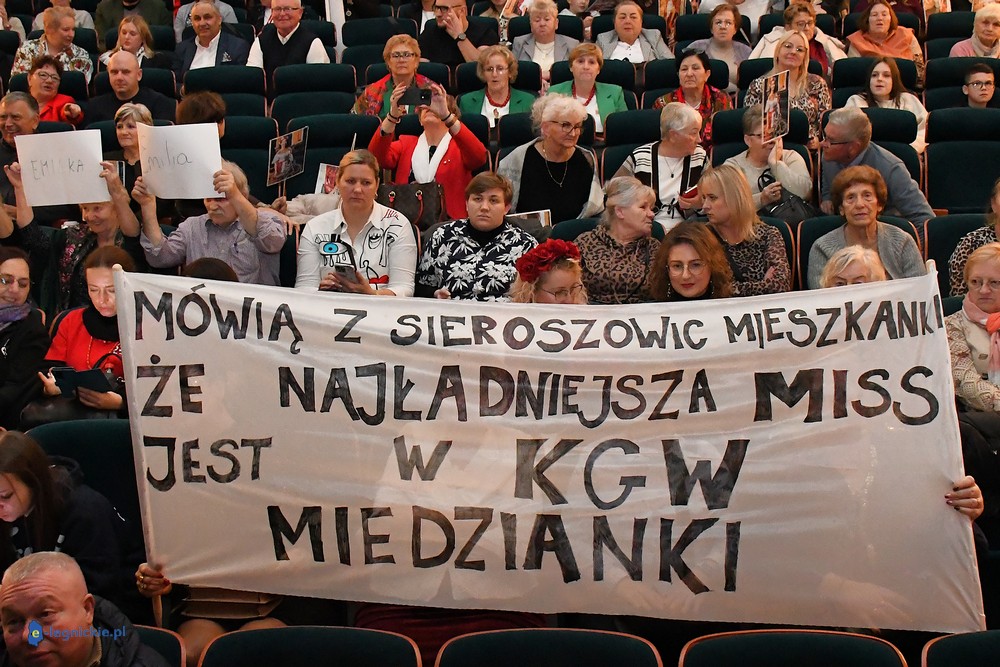 EMILKA
Emilia
MÓWIĄ Z SIEROSZOWIC MIESZKANKI
ŻE NAJŁADNIEJSZA MISS
JEST W KGW
MIEDZIANKI
e-legnickie.pl